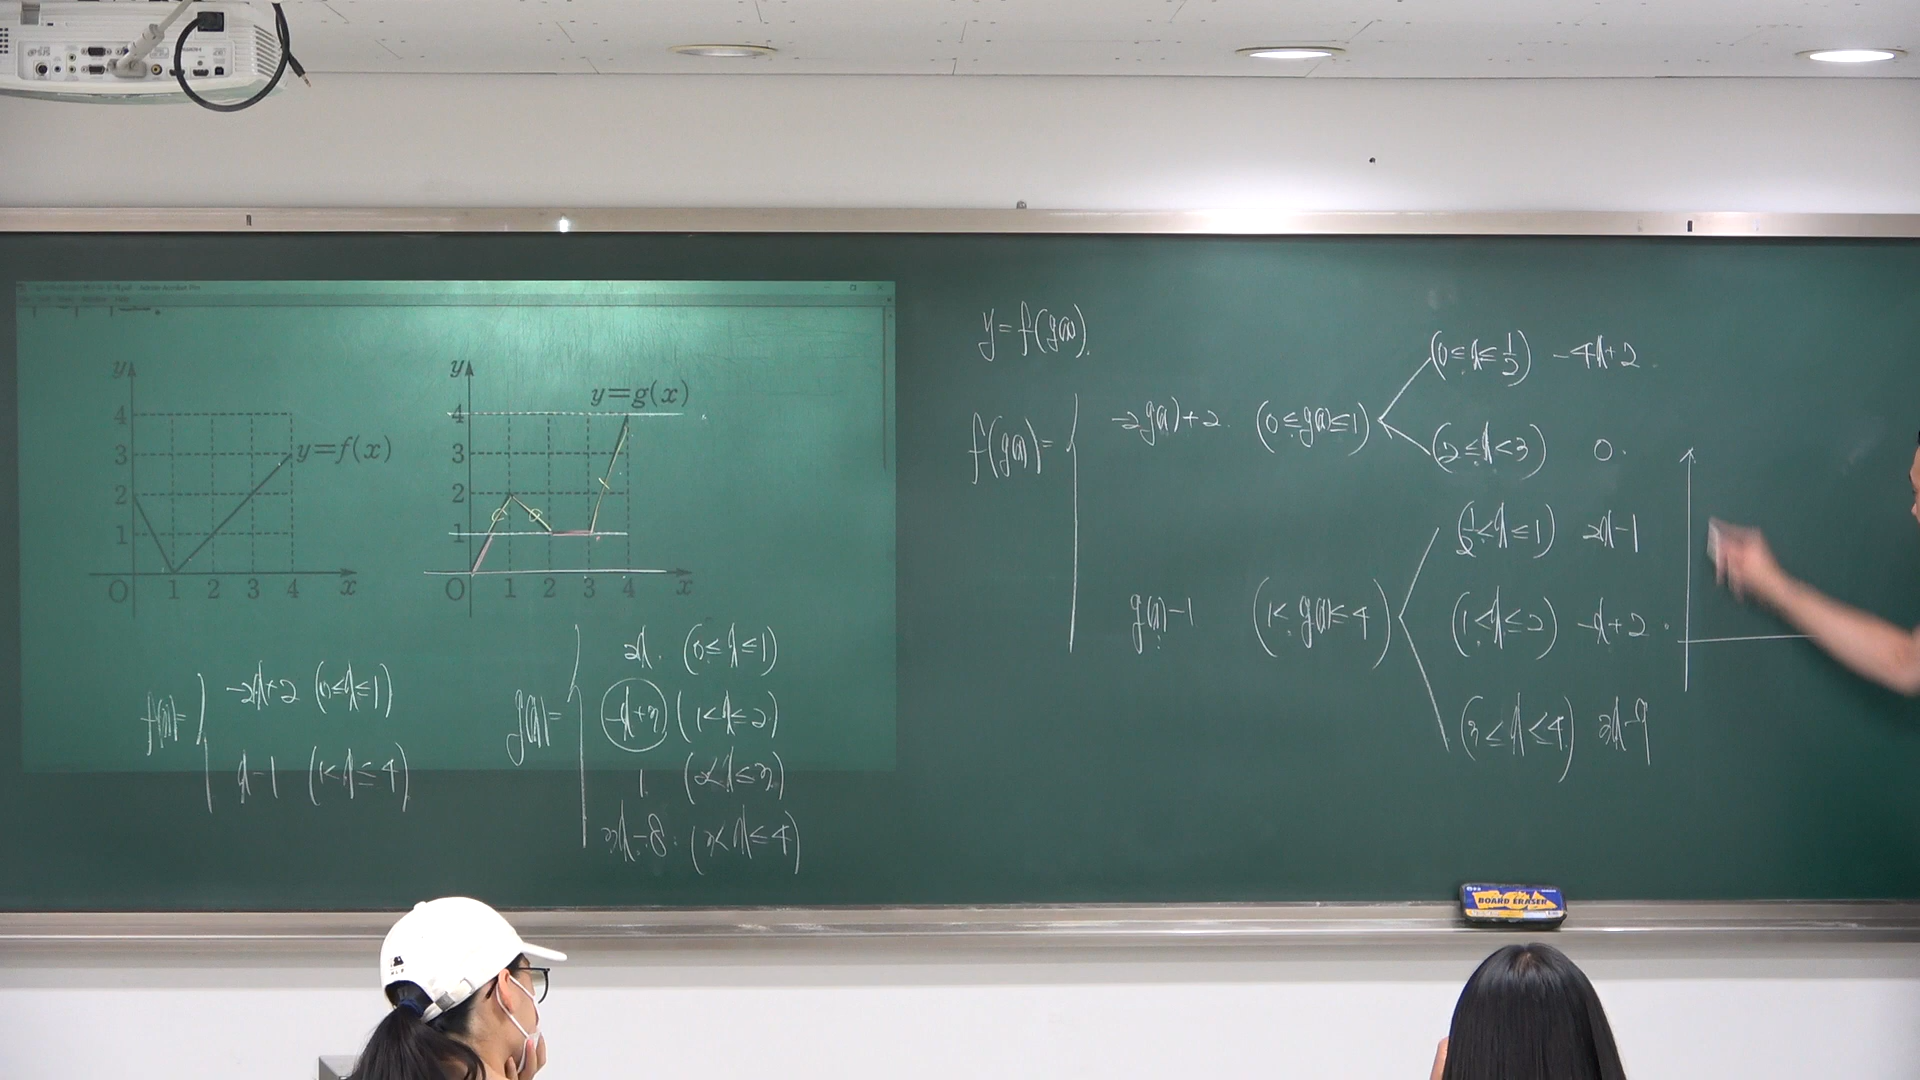 y
4
3
2
1
O 1 2 3 4 x
y=f(x)
y
4
3
2
1
O 1 2 3 4 x
y=g(x)
f(x)=
-2x+2 (0≤x≤1)
x-1 (1<x≤4)
g(x)=
2x. (0≤x≤1)
-x+3 (1<x≤2)
1. (2<x≤3)
3x-8. (3<x≤4)
y=f(g(x)).
f(g(x))=
-2g(x)+2. (0≤g(x)≤1)
(0≤x≤1/2) -4x+2.
(2≤x<3) 0.
g(x)-1 (1<g(x)≤4)
(1/2<x≤1) 2x-1
(1<x≤2) -x+2.
(3≤x≤4) 3x-9
BOARD ERASER